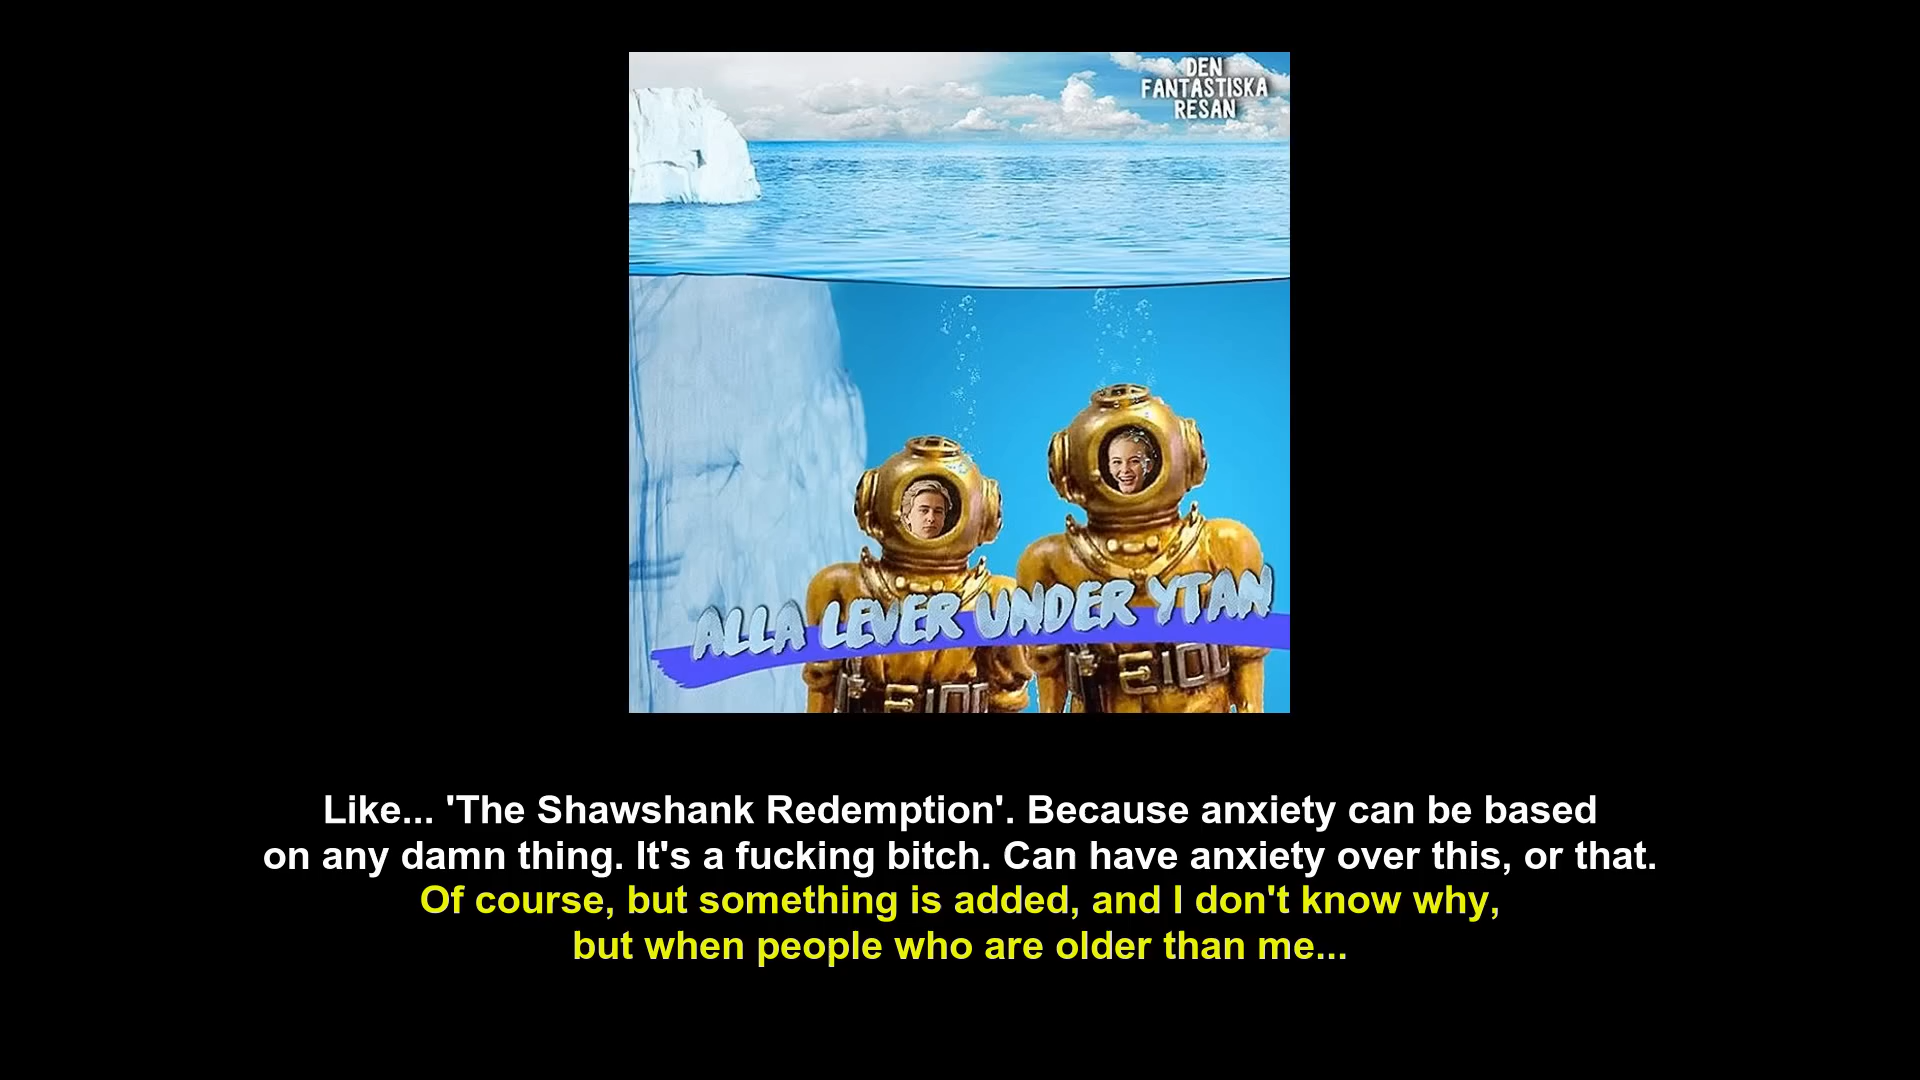 DEN
FANTASTISKA
RESAN
ALLA LEVER UNDER YTAN
Like... 'The Shawshank Redemption'. Because anxiety can be based
on any damn thing. It's a fucking bitch. Can have anxiety over this, or that.
Of course, but something is added, and I don't know why,
but when people who are older than me...